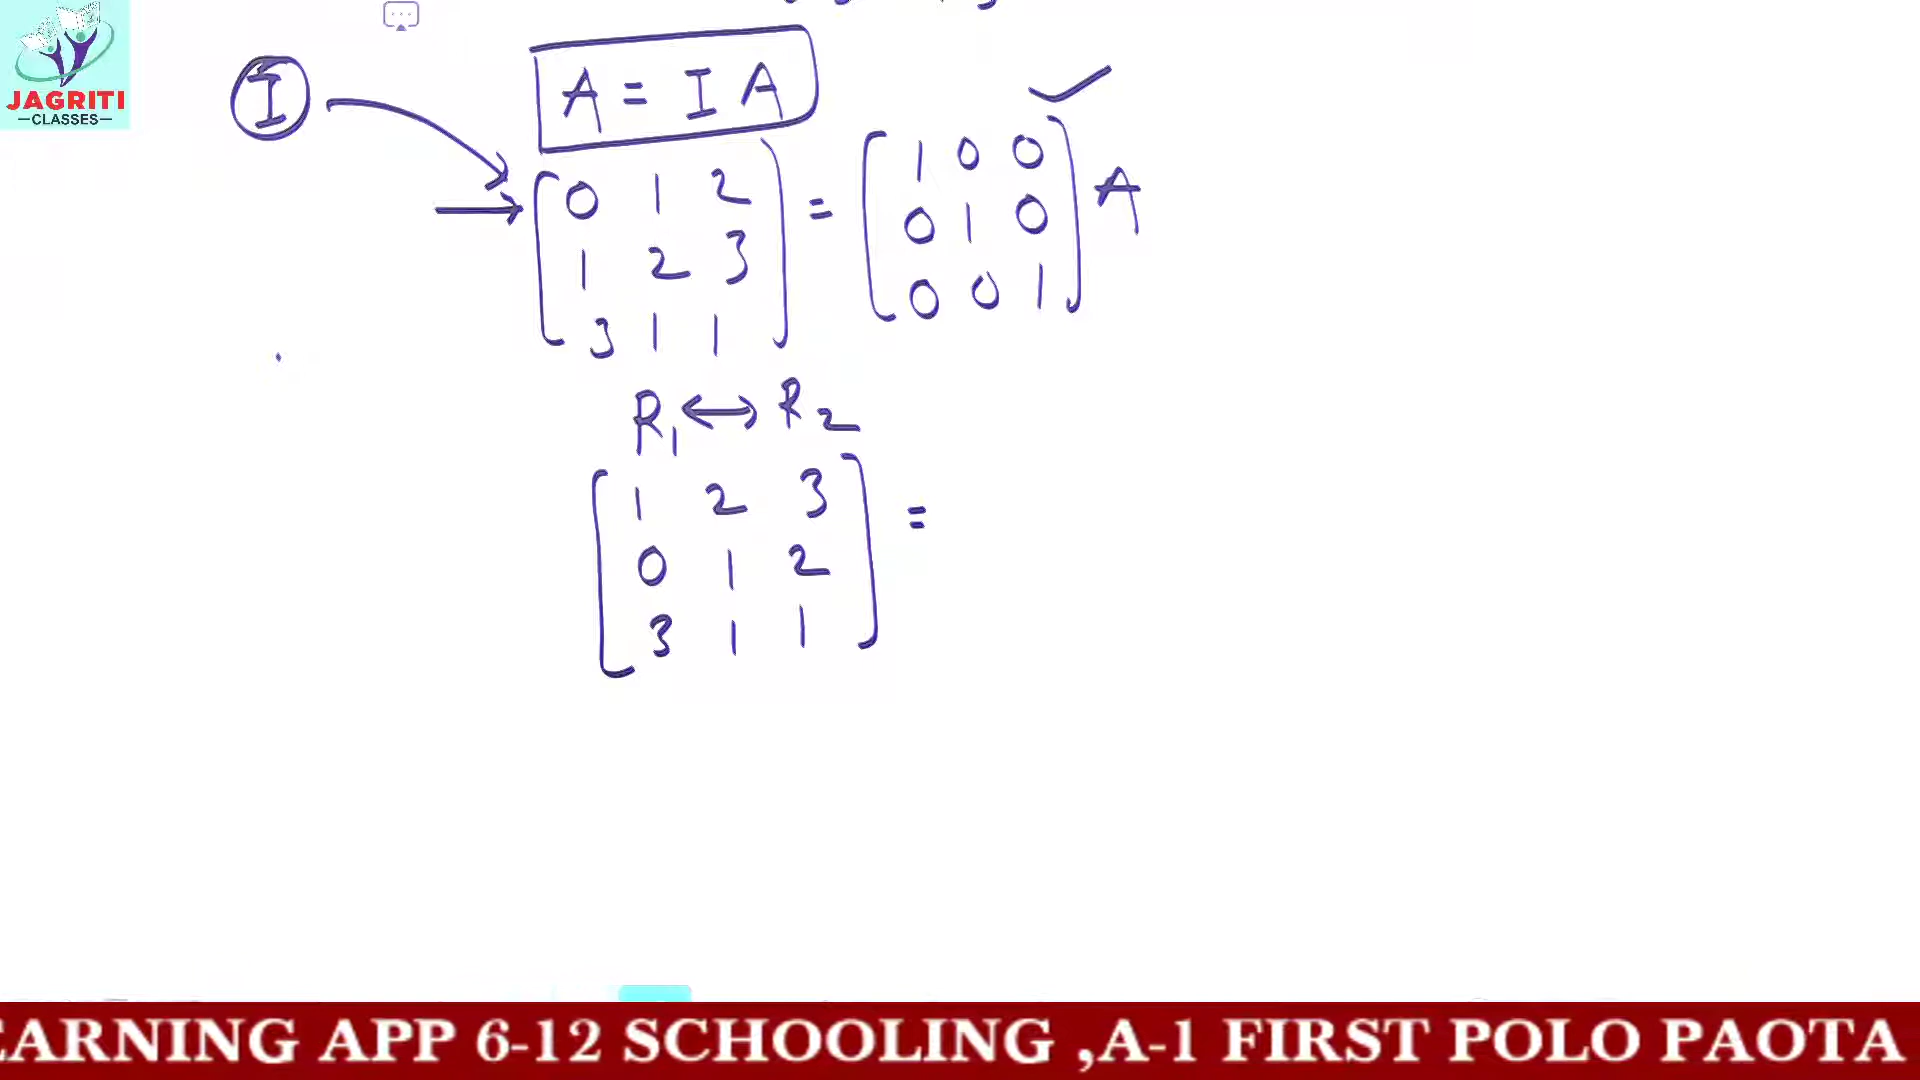 JAGRITI
—CLASSES—
I
A = I A
0 1 2
1 2 3
3 1 1
=
1 0 0
0 1 0
0 0 1
A
R1 ↔ R2
1 2 3
0 1 2
3 1 1
=
EARNING APP 6-12 SCHOOLING ,A-1 FIRST POLO PAOTA